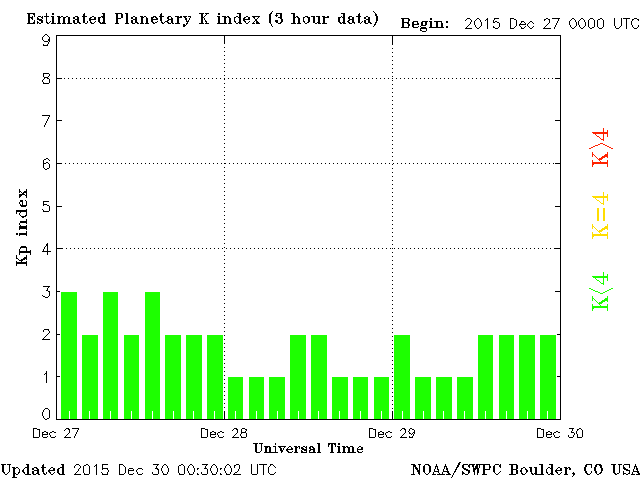 Estimated Planetary K index (3 hour data) Begin: 2015 Dec 27 0000 UTC
9
8
7
6
5
4
3
2
1
0
Kp index
K>4
K=4
K<4
Dec 27 Dec 28 Dec 29 Dec 30
Universal Time
Updated 2015 Dec 30 00:30:02 UTC NOAA/SWPC Boulder, CO USA